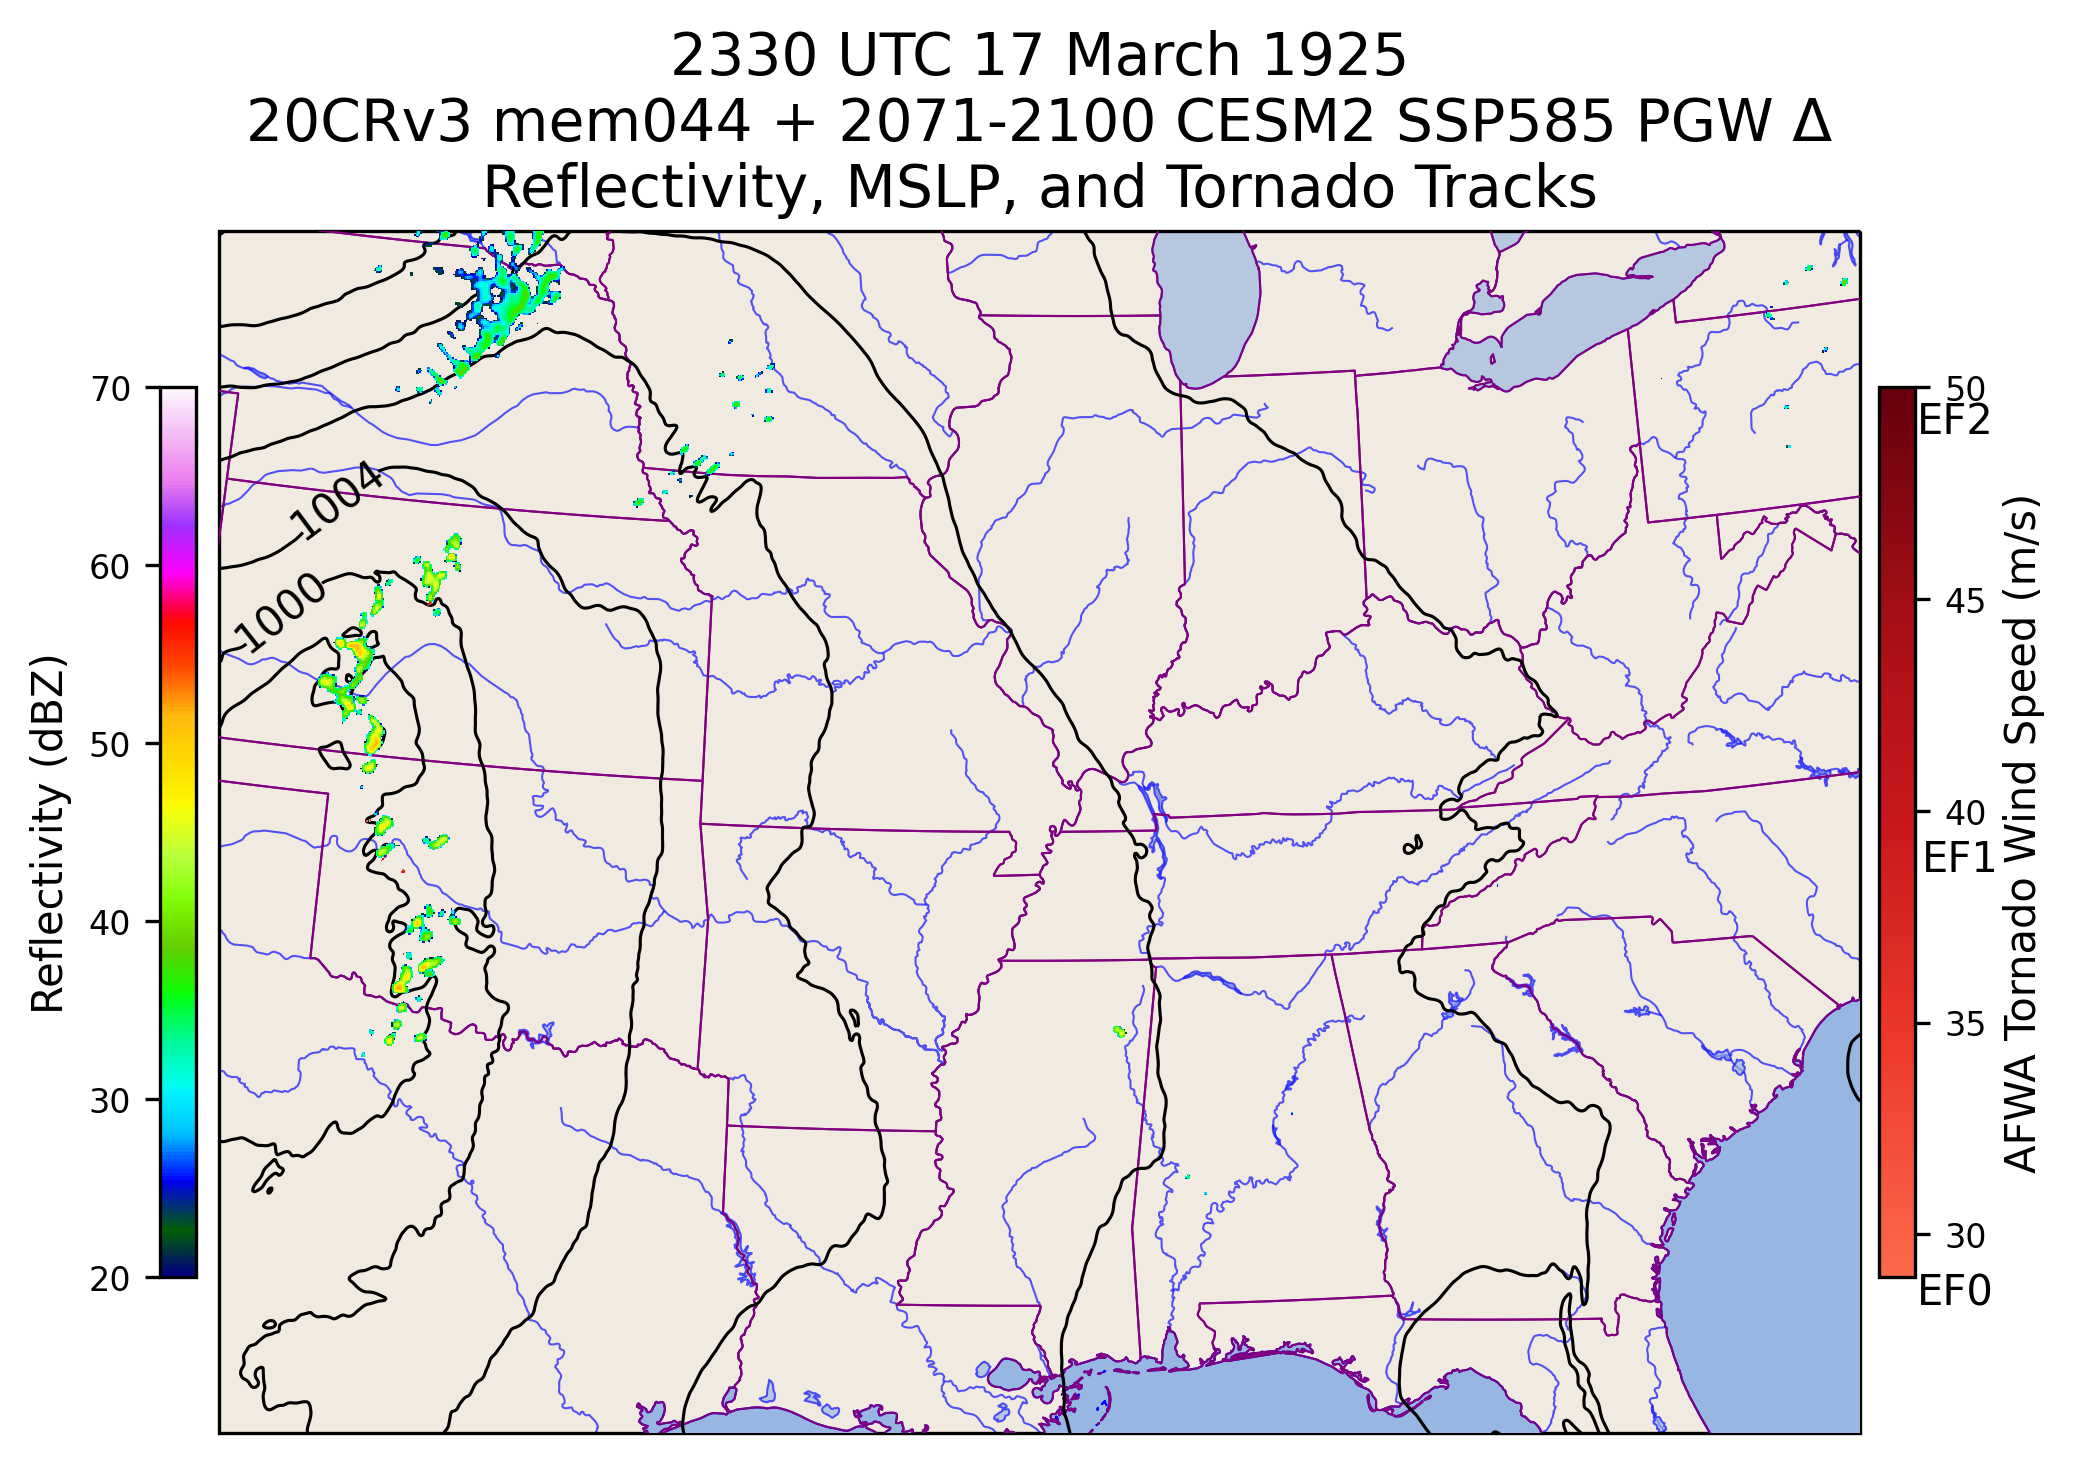 2330 UTC 17 March 1925
20CRv3 mem044 + 2071-2100 CESM2 SSP585 PGW Δ
Reflectivity, MSLP, and Tornado Tracks
1004
1000
Reflectivity (dBZ)
70
60
50
40
30
20
50
EF2
45
40
EF1
35
30
EF0
AFWA Tornado Wind Speed (m/s)